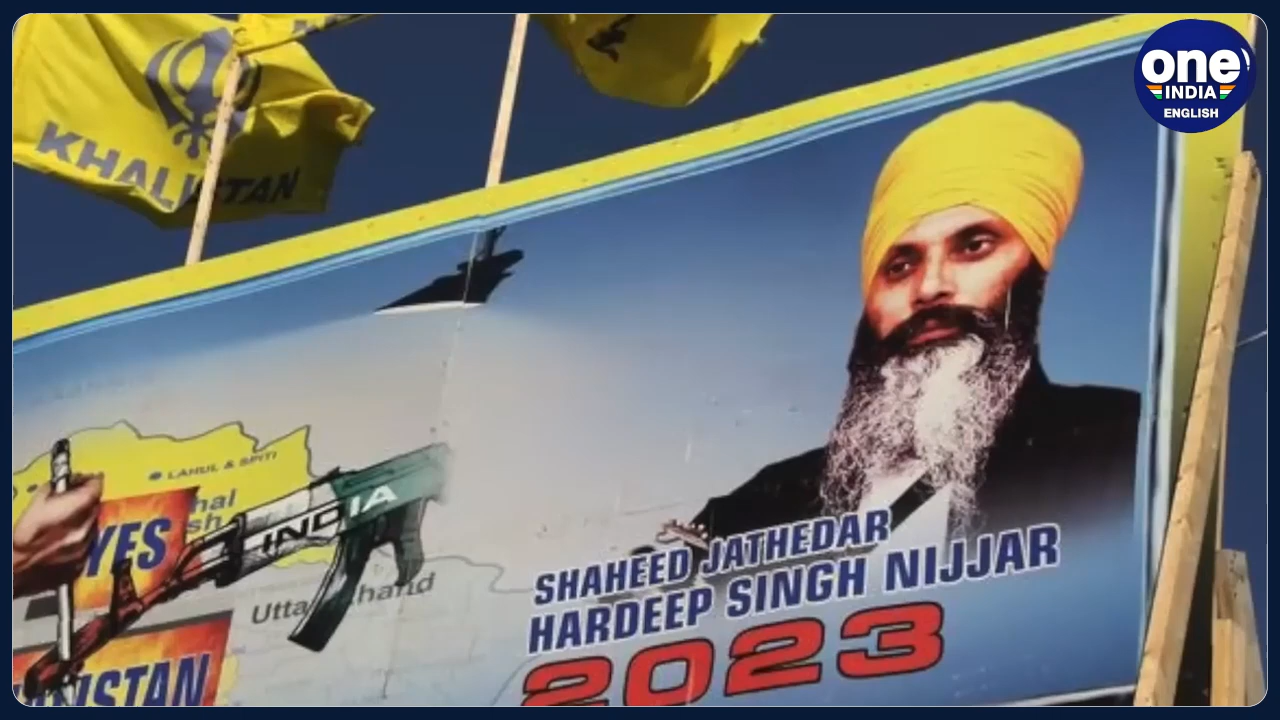 KHALISTAN
one
INDIA
ENGLISH
LAHUL & SPITI
YES
INDIA
SHAHEED JATHEDAR
HARDEEP SINGH NIJJAR
2023